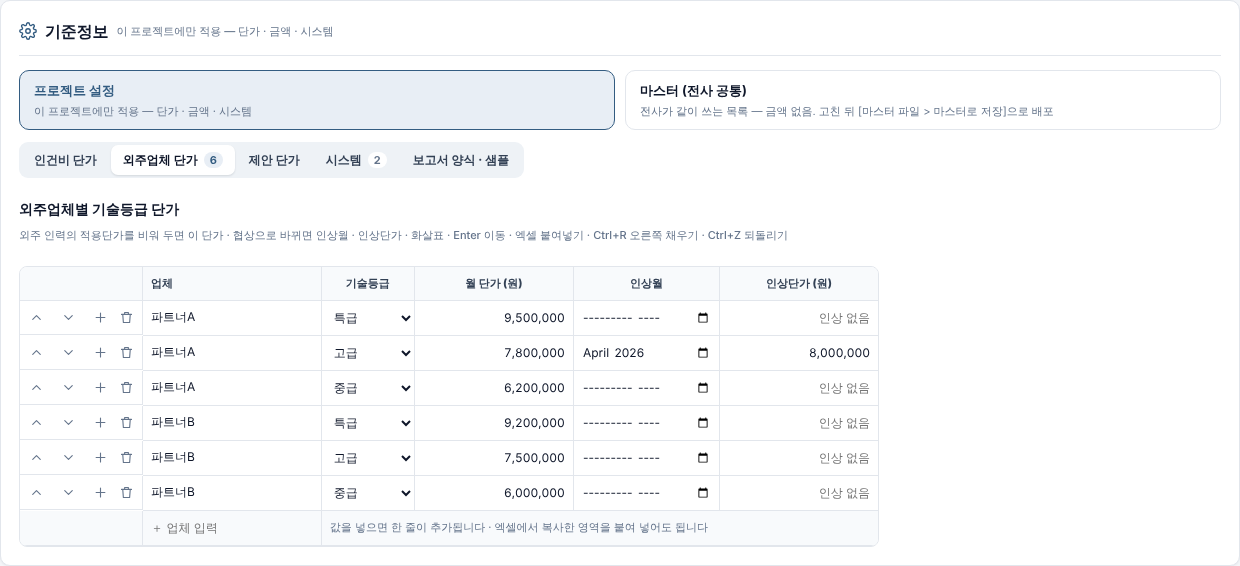 기준정보 이 프로젝트에만 적용 — 단가 · 금액 · 시스템
프로젝트 설정
이 프로젝트에만 적용 — 단가 · 금액 · 시스템
마스터 (전사 공통)
전사가 같이 쓰는 목록 — 금액 없음. 고친 뒤 [마스터 파일 > 마스터로 저장]으로 배포
인건비 단가 외주업체 단가 6 제안 단가 시스템 2 보고서 양식 · 샘플
외주업체별 기술등급 단가
외주 인력의 적용단가를 비워 두면 이 단가 · 협상으로 바뀌면 인상월 · 인상단가 · 화살표 · Enter 이동 · 엑셀 붙여넣기 · Ctrl+R 오른쪽 채우기 · Ctrl+Z 되돌리기
업체 기술등급 월 단가 (원) 인상월 인상단가 (원)
파트너A 특급 9,500,000 --------- ---- 인상 없음
파트너A 고급 7,800,000 April 2026 8,000,000
파트너A 중급 6,200,000 --------- ---- 인상 없음
파트너B 특급 9,200,000 --------- ---- 인상 없음
파트너B 고급 7,500,000 --------- ---- 인상 없음
파트너B 중급 6,000,000 --------- ---- 인상 없음
+ 업체 입력 값을 넣으면 한 줄이 추가됩니다 · 엑셀에서 복사한 영역을 붙여 넣어도 됩니다